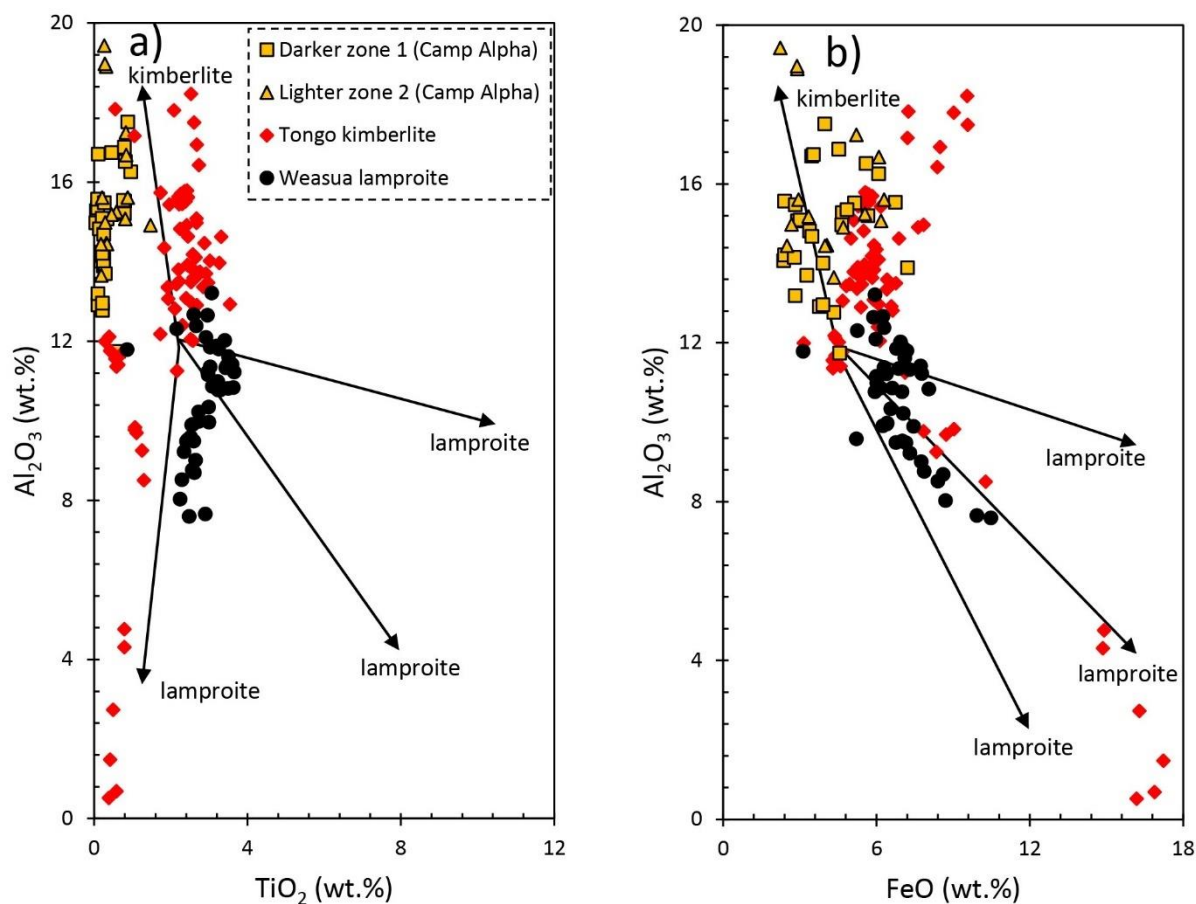 a)
20
16
12
8
4
0
Al₂O₃ (wt.%)
0
4
8
12
TiO₂ (wt.%)
kimberlite
lamproite
lamproite
lamproite
Darker zone 1 (Camp Alpha)
Lighter zone 2 (Camp Alpha)
Tongo kimberlite
Weasua lamproite
b)
20
16
12
8
4
0
Al₂O₃ (wt.%)
0
6
12
18
FeO (wt.%)
kimberlite
lamproite
lamproite
lamproite